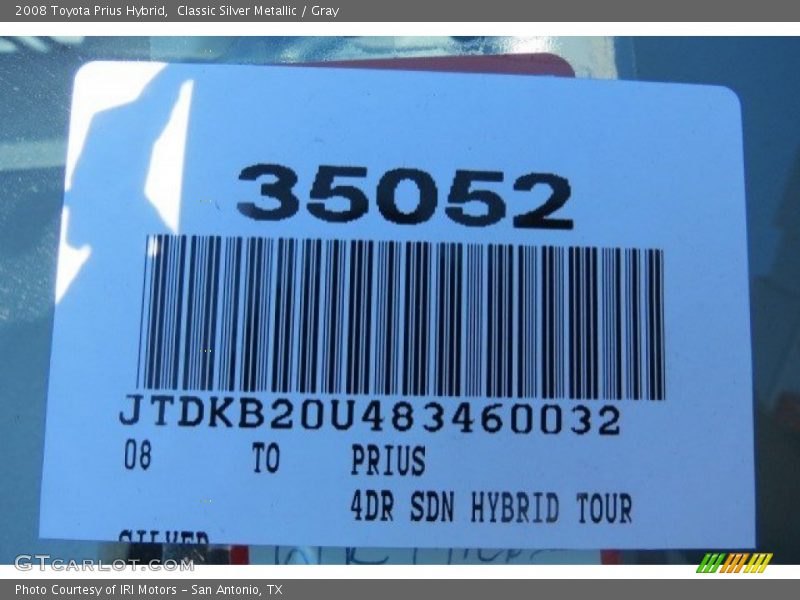 2008 Toyota Prius Hybrid,  Classic Silver Metallic / Gray
35052
JTDKB20U483460032
08 TO PRIUS
4DR SDN HYBRID TOUR
SILVER
GTCARLOT.COM
Photo Courtesy of IRI Motors - San Antonio, TX